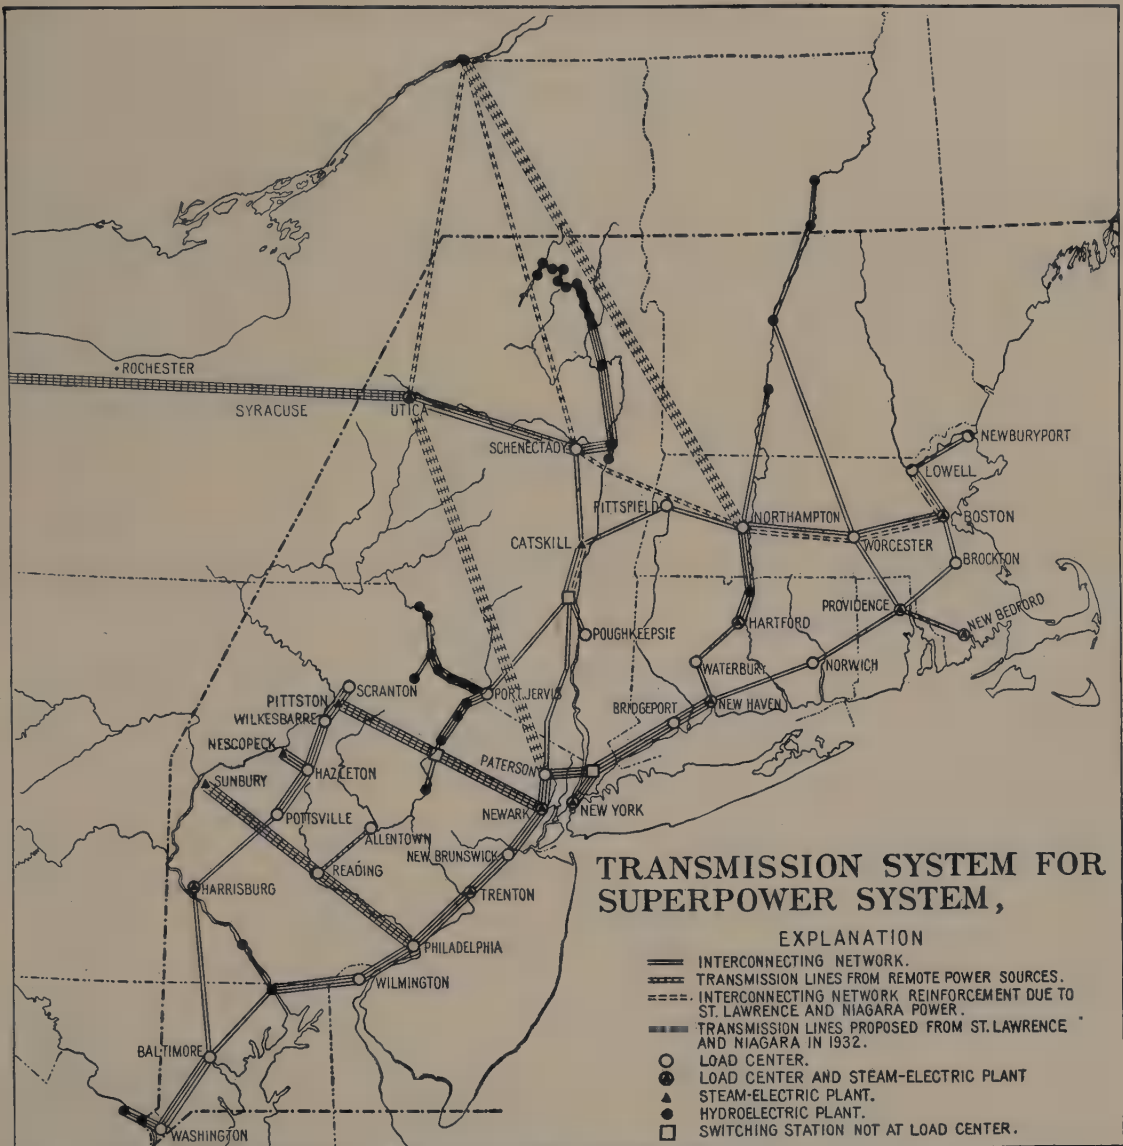 ROCHESTER
SYRACUSE
UTICA
SCHENECTADY
NEWBURYPORT
LOWELL
PITTSFIELD
NORTHAMPTON
BOSTON
CATSKILL
WORCESTER
BROCKTON
PROVIDENCE
NEW BEDFORD
HARTFORD
POUGHKEEPSIE
WATERBURY
NORWICH
SCRANTON
PITTSTON
PORT JERVIS
NEW HAVEN
BRIDGEPORT
WILKESBARRE
NESCOPECK
PATERSON
HAZLETON
SUNBURY
NEWARK
NEW YORK
POTTSVILLE
ALLENTOWN
NEW BRUNSWICK
READING
HARRISBURG
TRENTON
PHILADELPHIA
WILMINGTON
BALTIMORE
WASHINGTON
TRANSMISSION SYSTEM FOR
SUPERPOWER SYSTEM,
EXPLANATION
INTERCONNECTING NETWORK.
TRANSMISSION LINES FROM REMOTE POWER SOURCES.
INTERCONNECTING NETWORK REINFORCEMENT DUE TO
ST. LAWRENCE AND NIAGARA POWER.
TRANSMISSION LINES PROPOSED FROM ST. LAWRENCE
AND NIAGARA IN 1932.
LOAD CENTER.
LOAD CENTER AND STEAM-ELECTRIC PLANT
STEAM-ELECTRIC PLANT.
HYDROELECTRIC PLANT.
SWITCHING STATION NOT AT LOAD CENTER.